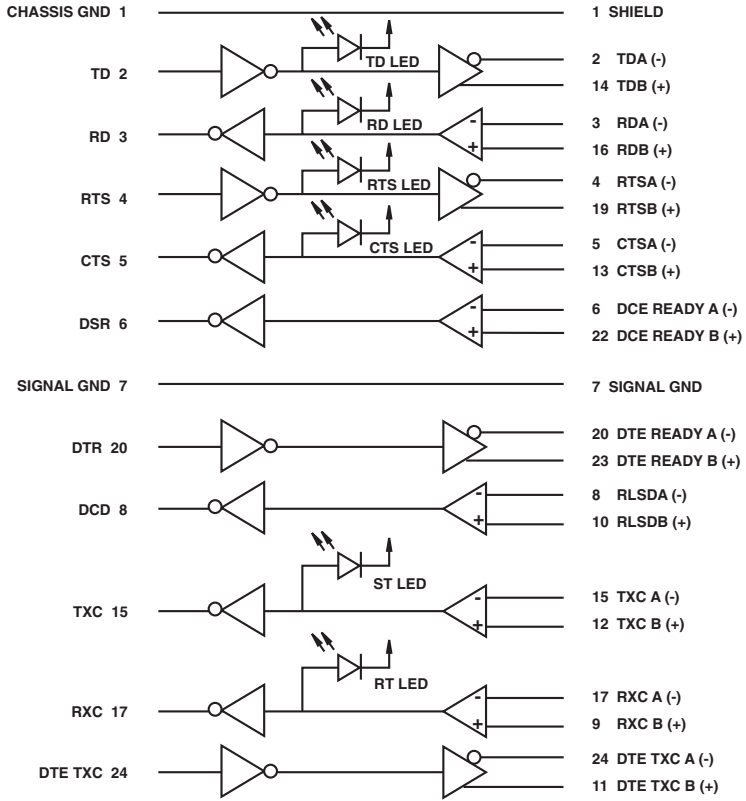 CHASSIS GND 1
1 SHIELD
TD 2
TD LED
2 TDA (-)
14 TDB (+)
RD 3
RD LED
-
+
3 RDA (-)
16 RDB (+)
RTS 4
RTS LED
4 RTSA (-)
19 RTSB (+)
CTS 5
CTS LED
-
+
5 CTSA (-)
13 CTSB (+)
DSR 6
-
+
6 DCE READY A (-)
22 DCE READY B (+)
SIGNAL GND 7
7 SIGNAL GND
DTR 20
20 DTE READY A (-)
23 DTE READY B (+)
DCD 8
-
+
8 RLSDA (-)
10 RLSDB (+)
TXC 15
ST LED
-
+
15 TXC A (-)
12 TXC B (+)
RXC 17
RT LED
-
+
17 RXC A (-)
9 RXC B (+)
DTE TXC 24
24 DTE TXC A (-)
11 DTE TXC B (+)